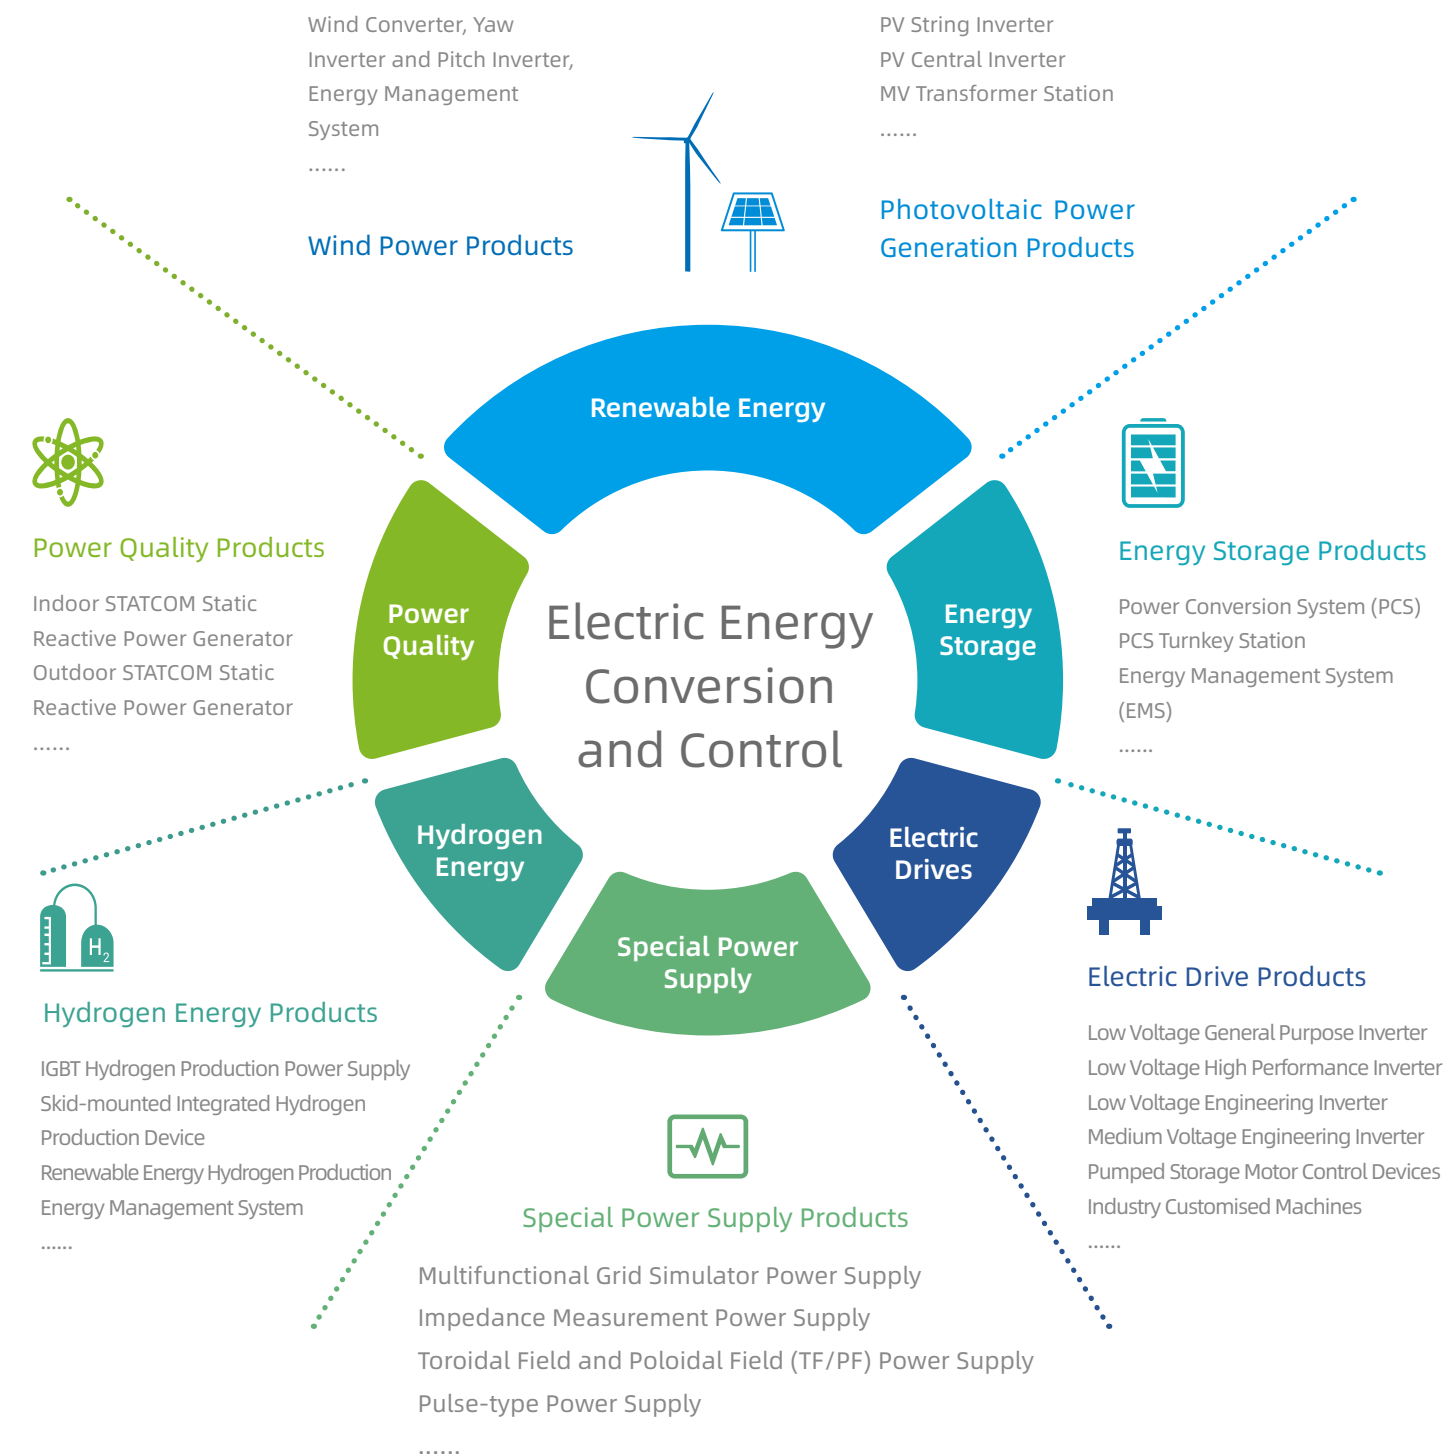 Wind Converter, Yaw
Inverter and Pitch Inverter,
Energy Management
System
......
Wind Power Products
PV String Inverter
PV Central Inverter
MV Transformer Station
......
Photovoltaic Power
Generation Products
Renewable Energy
Power Quality Products
Indoor STATCOM Static
Reactive Power Generator
Outdoor STATCOM Static
Reactive Power Generator
......
Power
Quality
Electric Energy
Conversion
and Control
Energy
Storage
Energy Storage Products
Power Conversion System (PCS)
PCS Turnkey Station
Energy Management System
(EMS)
......
Hydrogen
Energy
Electric
Drives
Special Power
Supply
H2
Hydrogen Energy Products
IGBT Hydrogen Production Power Supply
Skid-mounted Integrated Hydrogen
Production Device
Renewable Energy Hydrogen Production
Energy Management System
......
Electric Drive Products
Low Voltage General Purpose Inverter
Low Voltage High Performance Inverter
Low Voltage Engineering Inverter
Medium Voltage Engineering Inverter
Pumped Storage Motor Control Devices
Industry Customised Machines
......
Special Power Supply Products
Multifunctional Grid Simulator Power Supply
Impedance Measurement Power Supply
Toroidal Field and Poloidal Field (TF/PF) Power Supply
Pulse-type Power Supply
......